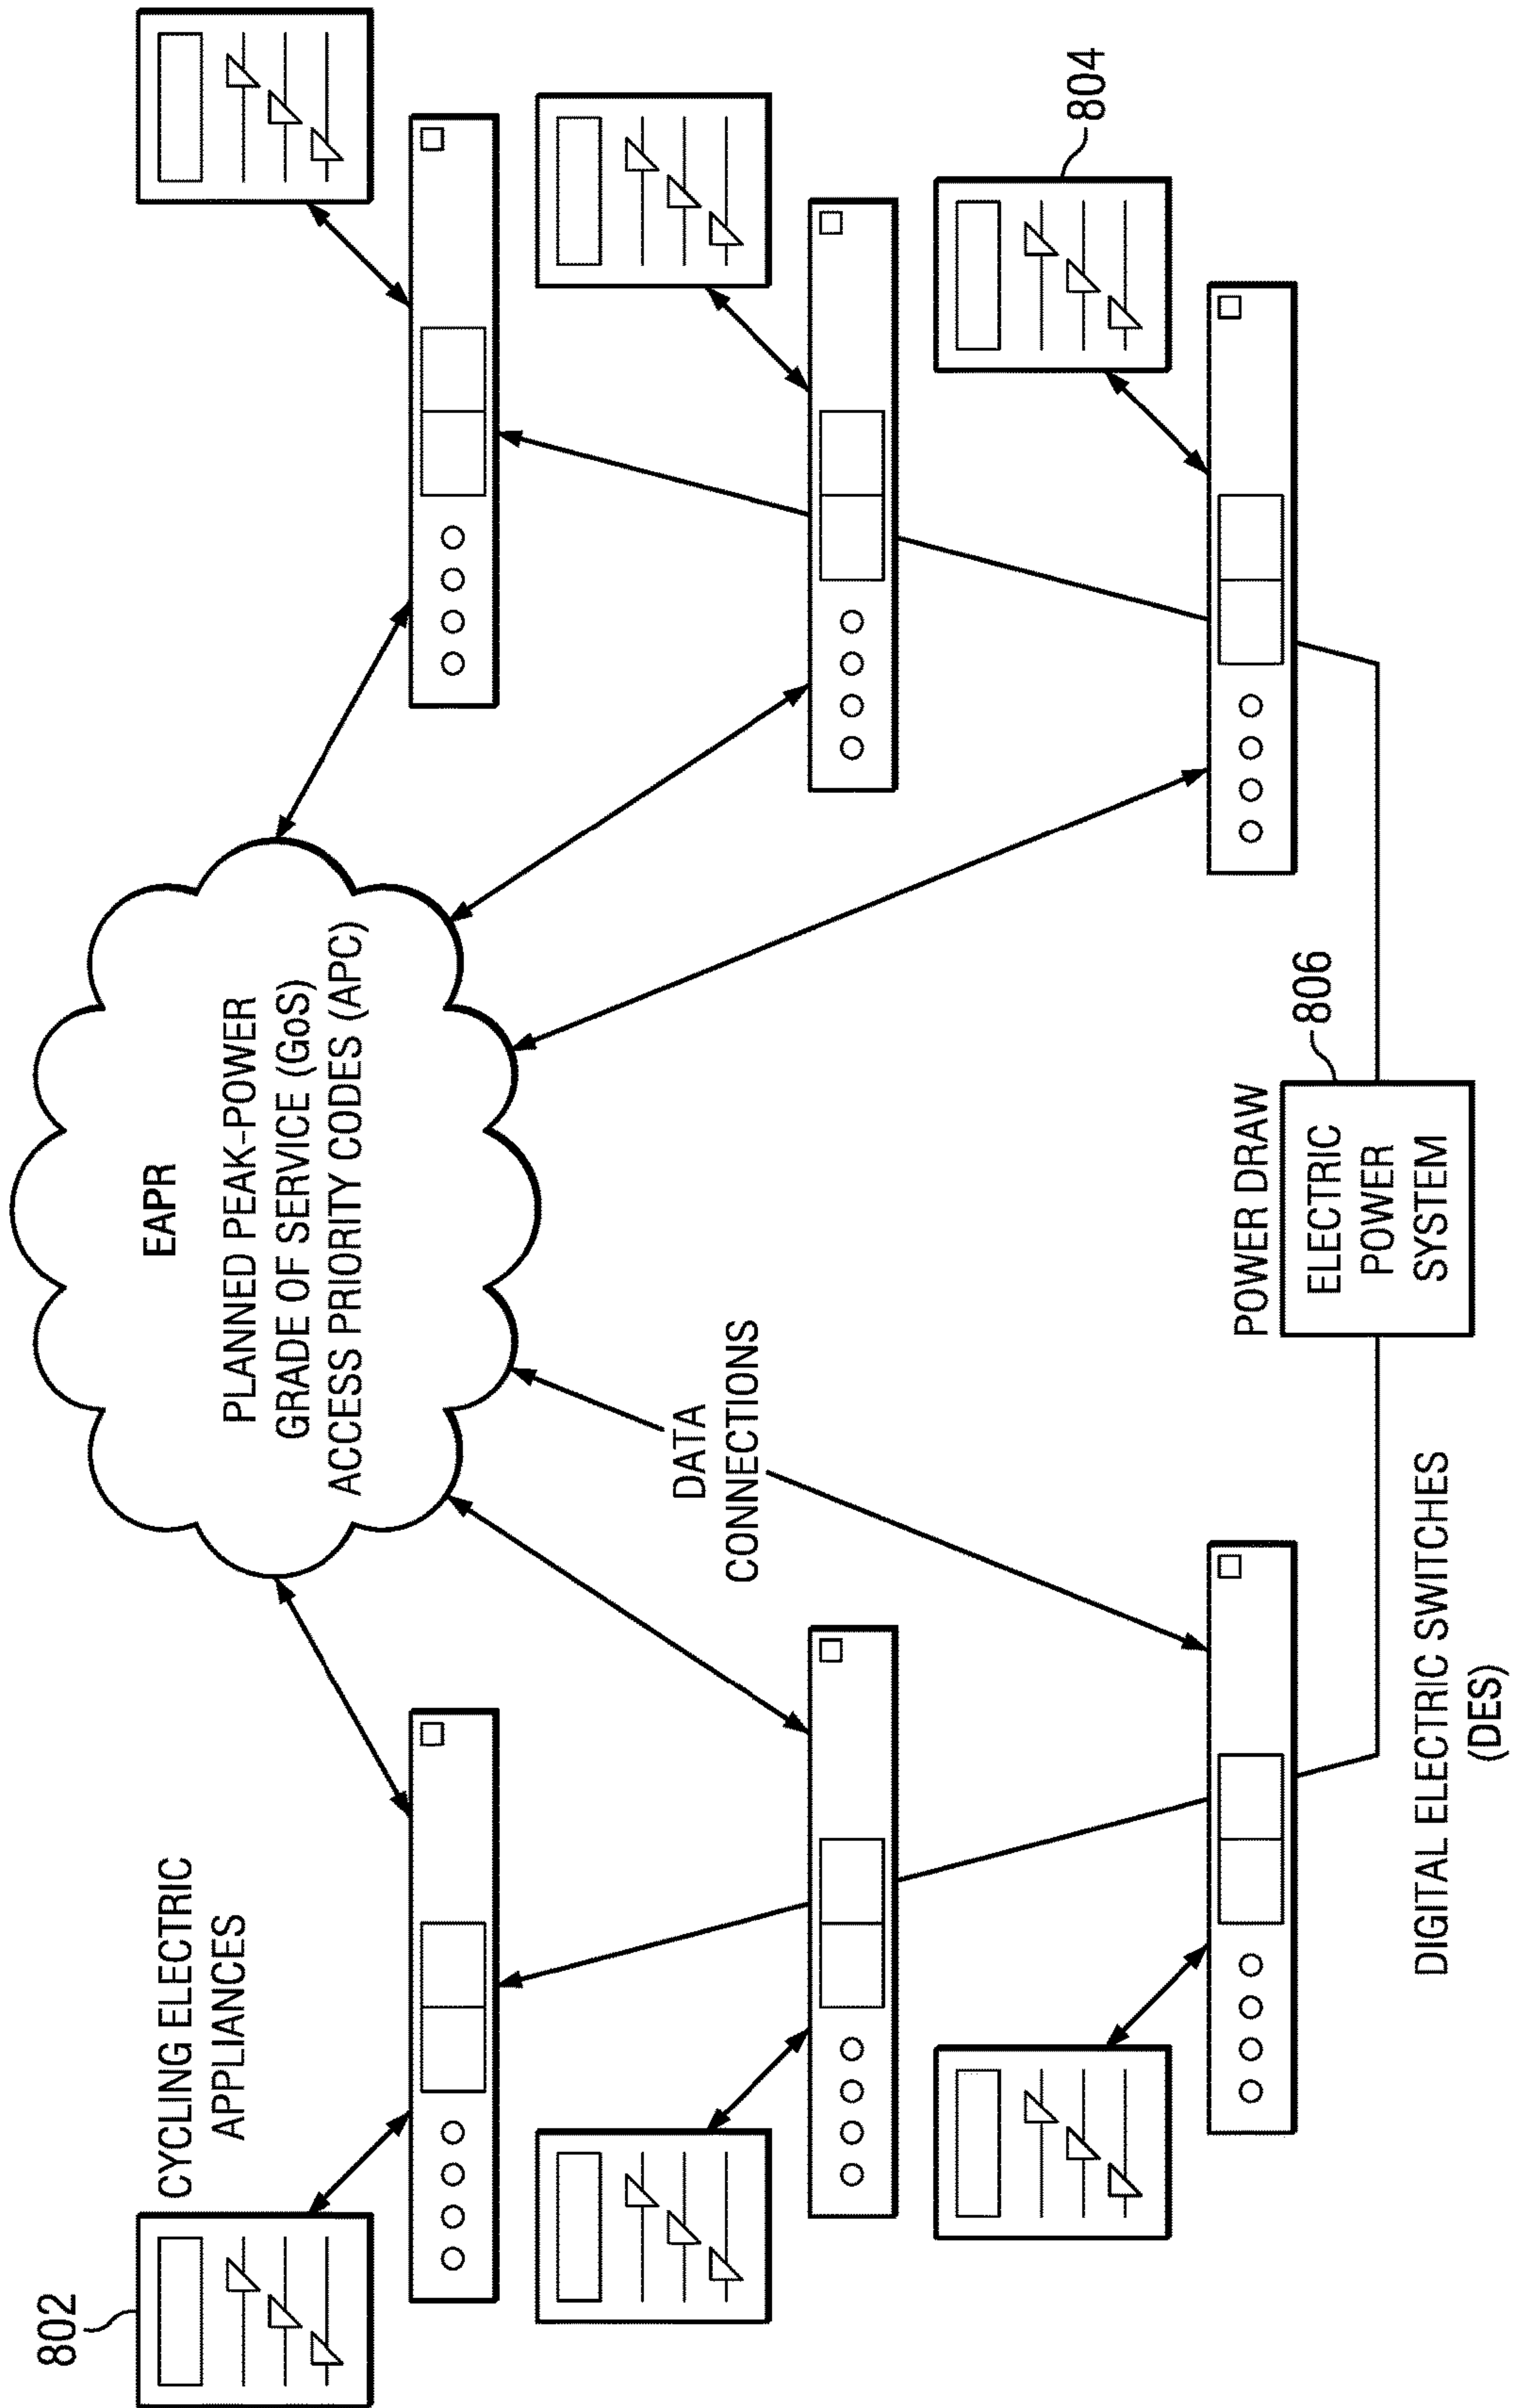 802
CYCLING ELECTRIC
APPLIANCES
EAPR
PLANNED PEAK-POWER
GRADE OF SERVICE (GoS)
ACCESS PRIORITY CODES (APC)
DATA
CONNECTIONS
804
POWER DRAW
806
ELECTRIC
POWER
SYSTEM
DIGITAL ELECTRIC SWITCHES
(DES)